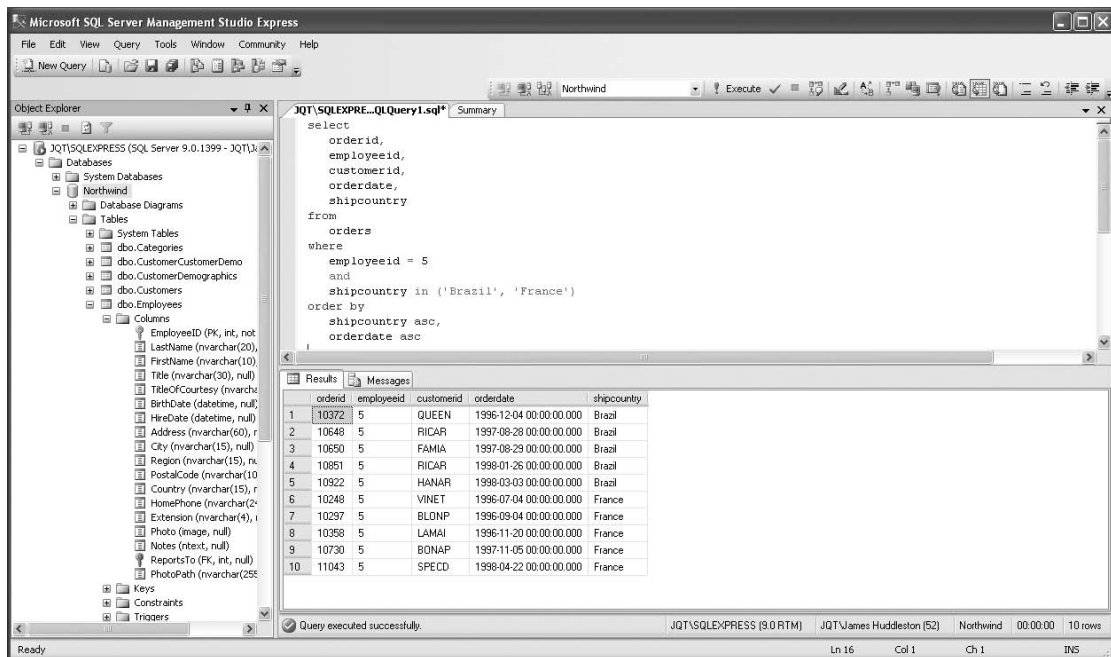 Microsoft SQL Server Management Studio Express
File Edit View Query Tools Window Community Help
New Query
Northwind Execute
Object Explorer
JQT\SQLEXPRE...QLQuery1.sql* Summary
JQT\SQLEXPRESS (SQL Server 9.0.1399 - JQT\Ja
Databases
System Databases
Northwind
Database Diagrams
Tables
System Tables
dbo.Categories
dbo.CustomerCustomerDemo
dbo.CustomerDemographics
dbo.Customers
dbo.Employees
Columns
EmployeeID (PK, int, not
LastName (nvarchar(20),
FirstName (nvarchar(10)
Title (nvarchar(30), null)
TitleOfCourtesy (nvarcha
BirthDate (datetime, null)
HireDate (datetime, null)
Address (nvarchar(60), r
City (nvarchar(15), null)
Region (nvarchar(15), nu
PostalCode (nvarchar(10
Country (nvarchar(15), r
HomePhone (nvarchar(24
Extension (nvarchar(4), 
Photo (image, null)
Notes (ntext, null)
ReportsTo (FK, int, null)
PhotoPath (nvarchar(255
Keys
Constraints
Triggers
select
orderid,
employeeid,
customerid,
orderdate,
shipcountry
from
orders
where
employeeid = 5
and
shipcountry in ('Brazil', 'France')
order by
shipcountry asc,
orderdate asc
Results Messages
orderid employeeid customerid orderdate shipcountry
1 10372 5 QUEEN 1996-12-04 00:00:00.000 Brazil
2 10648 5 RICAR 1997-08-28 00:00:00.000 Brazil
3 10650 5 FAMIA 1997-08-29 00:00:00.000 Brazil
4 10851 5 RICAR 1998-01-26 00:00:00.000 Brazil
5 10922 5 HANAR 1998-03-03 00:00:00.000 Brazil
6 10248 5 VINET 1996-07-04 00:00:00.000 France
7 10297 5 BLONP 1996-09-04 00:00:00.000 France
8 10358 5 LAMAI 1996-11-20 00:00:00.000 France
9 10730 5 BONAP 1997-11-05 00:00:00.000 France
10 11043 5 SPECD 1998-04-22 00:00:00.000 France
Query executed successfully. JQT\SQLEXPRESS (9.0 RTM) JQT\James Huddleston (52) Northwind 00:00:00 10 rows
Ready Ln 16 Col 1 Ch 1 INS